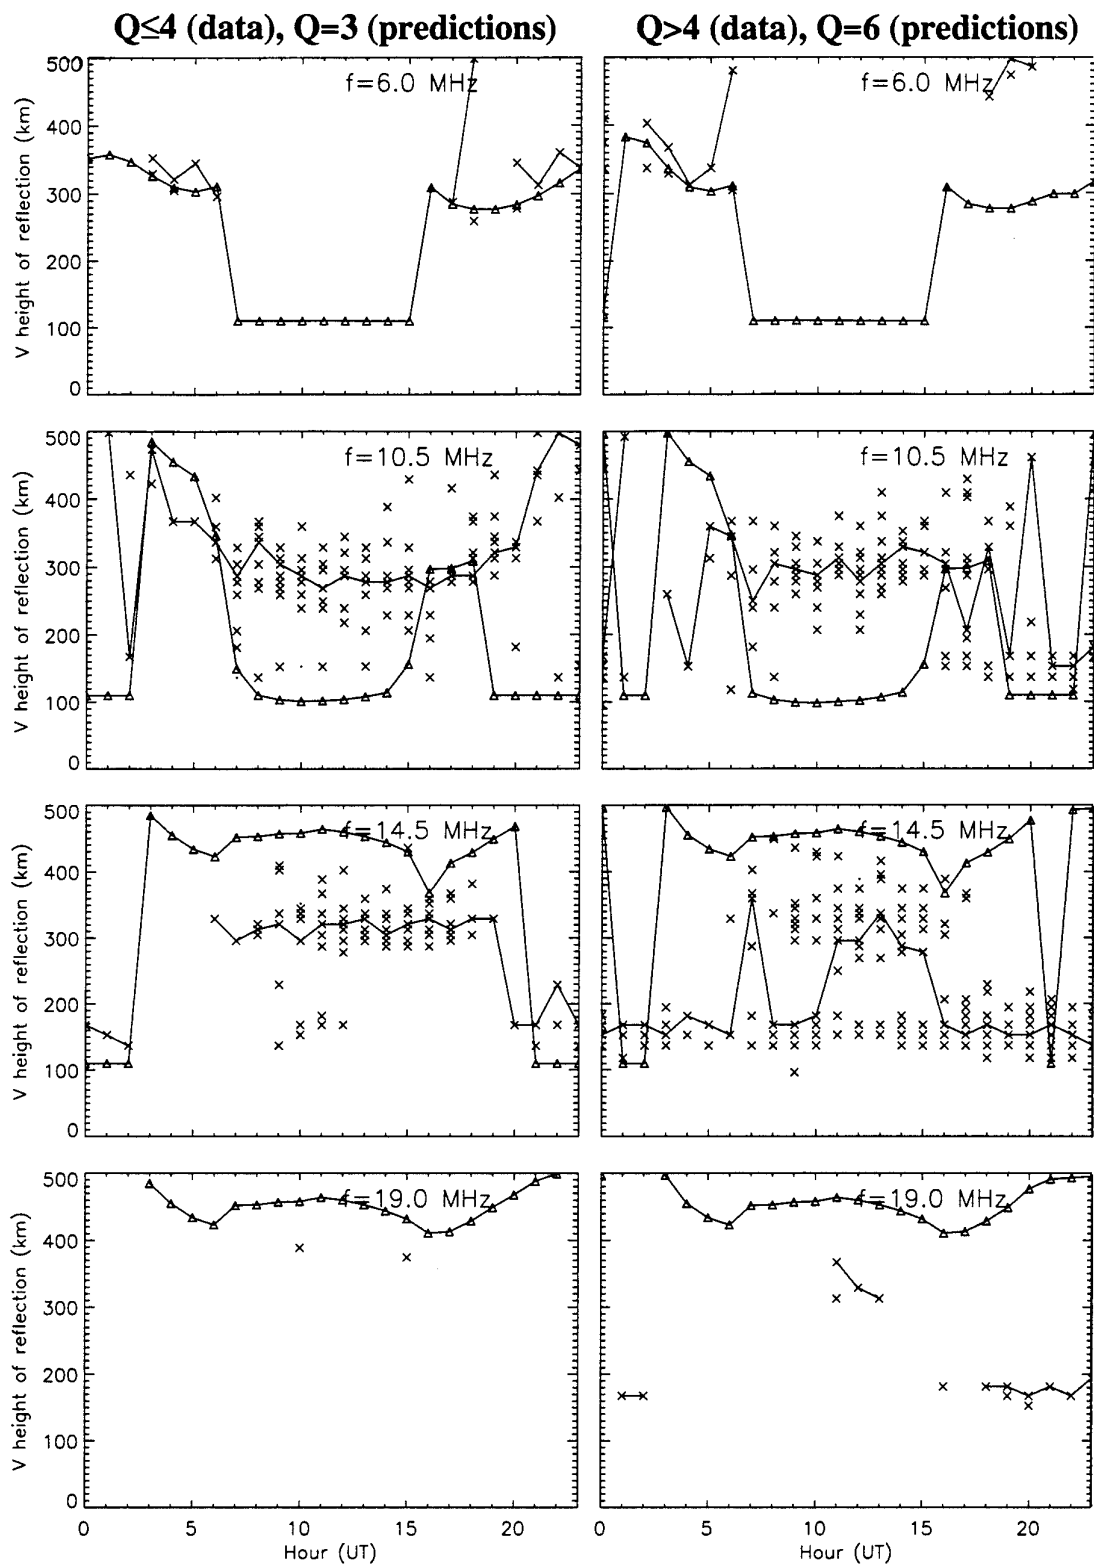 Q≤4 (data), Q=3 (predictions)
Q>4 (data), Q=6 (predictions)
500
400
300
200
100
0
V height of reflection (km)
f=6.0 MHz
f=6.0 MHz
500
400
300
200
100
0
V height of reflection (km)
f=10.5 MHz
f=10.5 MHz
500
400
300
200
100
0
V height of reflection (km)
f=14.5 MHz
f=14.5 MHz
500
400
300
200
100
0
V height of reflection (km)
f=19.0 MHz
f=19.0 MHz
0 5 10 15 20
Hour (UT)
0 5 10 15 20
Hour (UT)